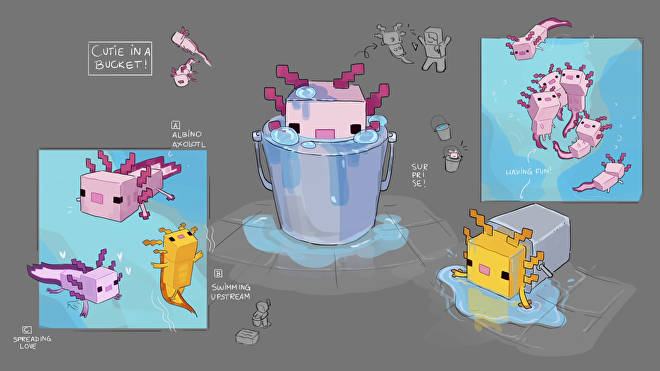 CUTIE IN A
BUCKET!
A
ALBINO
AXOLOTL
SUR
PRI
SE!
HAVING FUN!
B
SWIMMING
UPSTREAM
C
SPREADING
LOVE